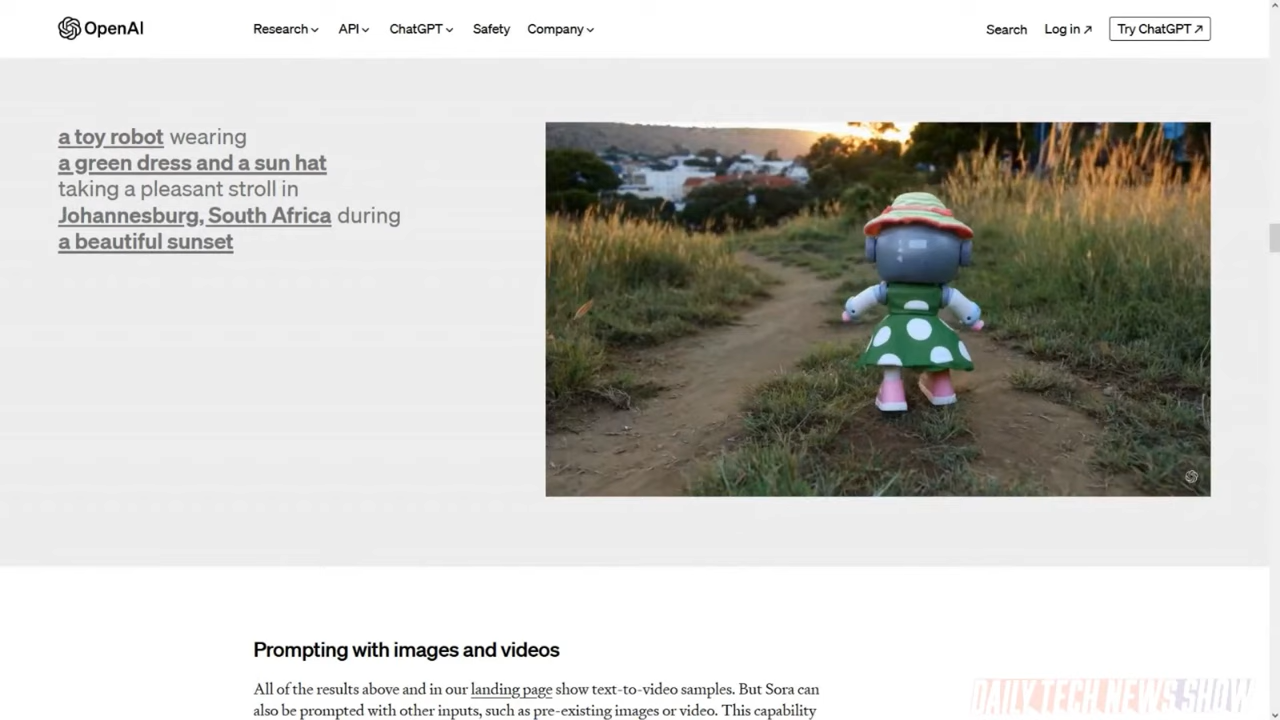 OpenAI
Research
API
ChatGPT
Safety
Company
Search
Log in ↗
Try ChatGPT ↗
a toy robot wearing
a green dress and a sun hat
taking a pleasant stroll in
Johannesburg, South Africa during
a beautiful sunset
Prompting with images and videos
All of the results above and in our landing page show text-to-video samples. But Sora can
also be prompted with other inputs, such as pre-existing images or video. This capability
DAILY TECH NEWS SHOW